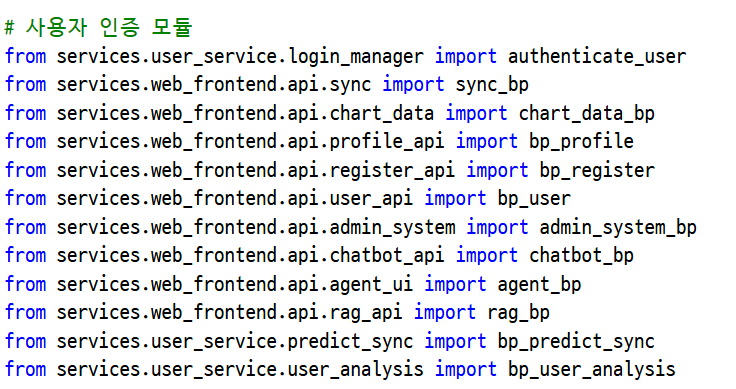 # 사용자 인증 모듈
from services.user_service.login_manager import authenticate_user
from services.web_frontend.api.sync import sync_bp
from services.web_frontend.api.chart_data import chart_data_bp
from services.web_frontend.api.profile_api import bp_profile
from services.web_frontend.api.register_api import bp_register
from services.web_frontend.api.user_api import bp_user
from services.web_frontend.api.admin_system import admin_system_bp
from services.web_frontend.api.chatbot_api import chatbot_bp
from services.web_frontend.api.agent_ui import agent_bp
from services.web_frontend.api.rag_api import rag_bp
from services.user_service.predict_sync import bp_predict_sync
from services.user_service.user_analysis import bp_user_analysis